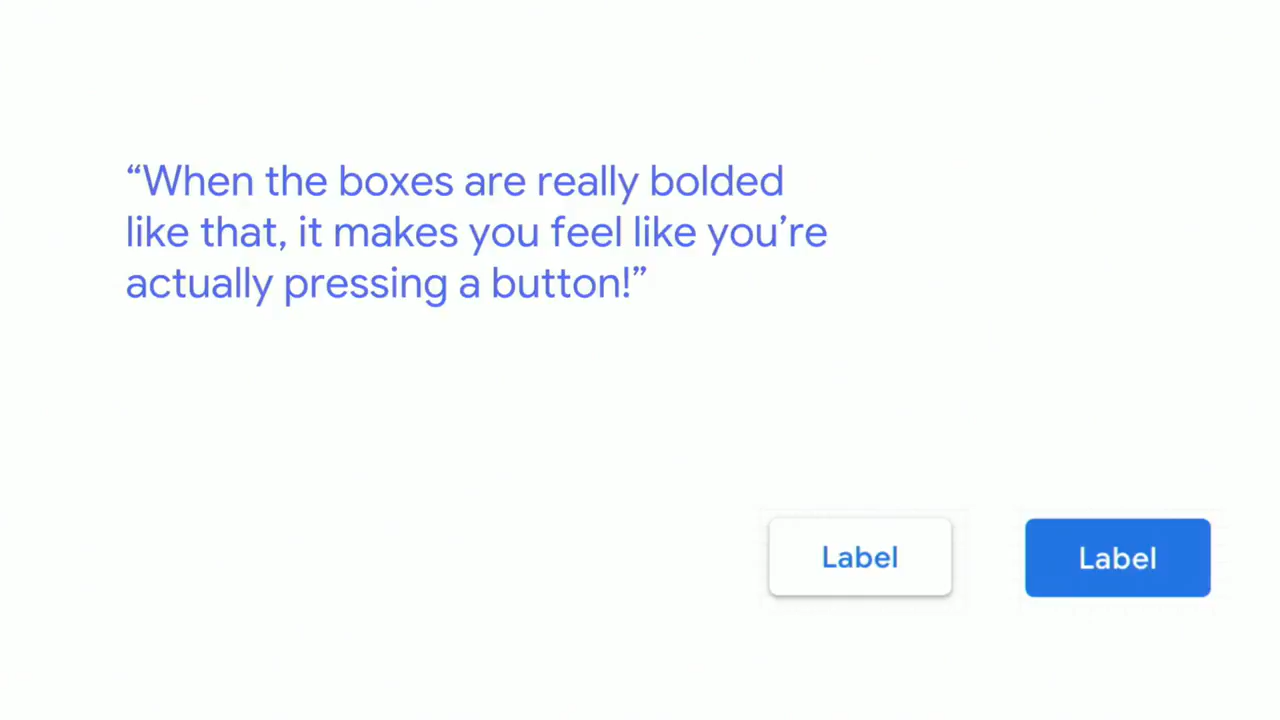 “When the boxes are really bolded
like that, it makes you feel like you’re
actually pressing a button!”
Label
Label